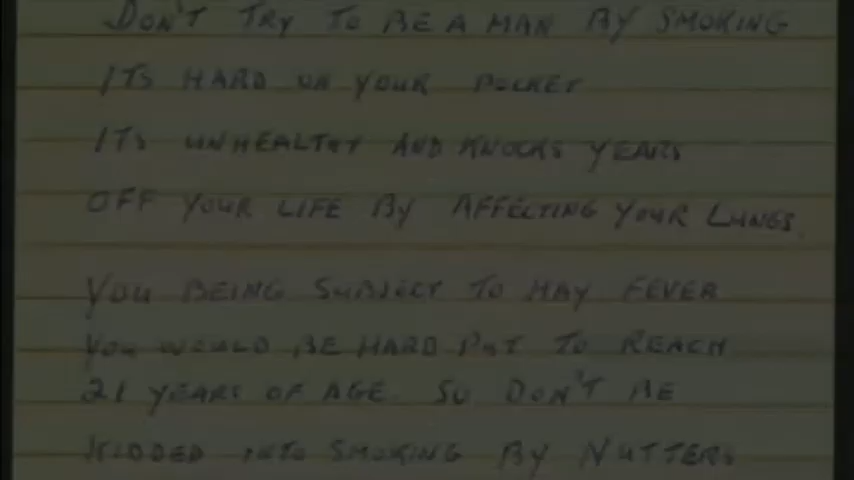 DON'T TRY TO BE A MAN BY SMOKING
ITS HARD ON YOUR POCKET
ITS UNHEALTHY AND KNOCKS YEARS
OFF YOUR LIFE BY AFFECTING YOUR LUNGS.
YOU BEING SUBJECT TO HAY FEVER
YOU WOULD BE HARD PUT TO REACH
21 YEARS OF AGE. SO DON'T BE
KIDDED INTO SMOKING BY NUTTERS